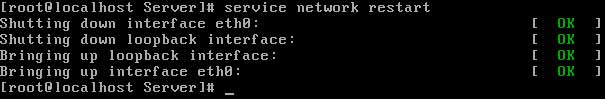 [root@localhost Server]# service network restart
Shutting down interface eth0: [ OK ]
Shutting down loopback interface: [ OK ]
Bringing up loopback interface: [ OK ]
Bringing up interface eth0: [ OK ]
[root@localhost Server]# _